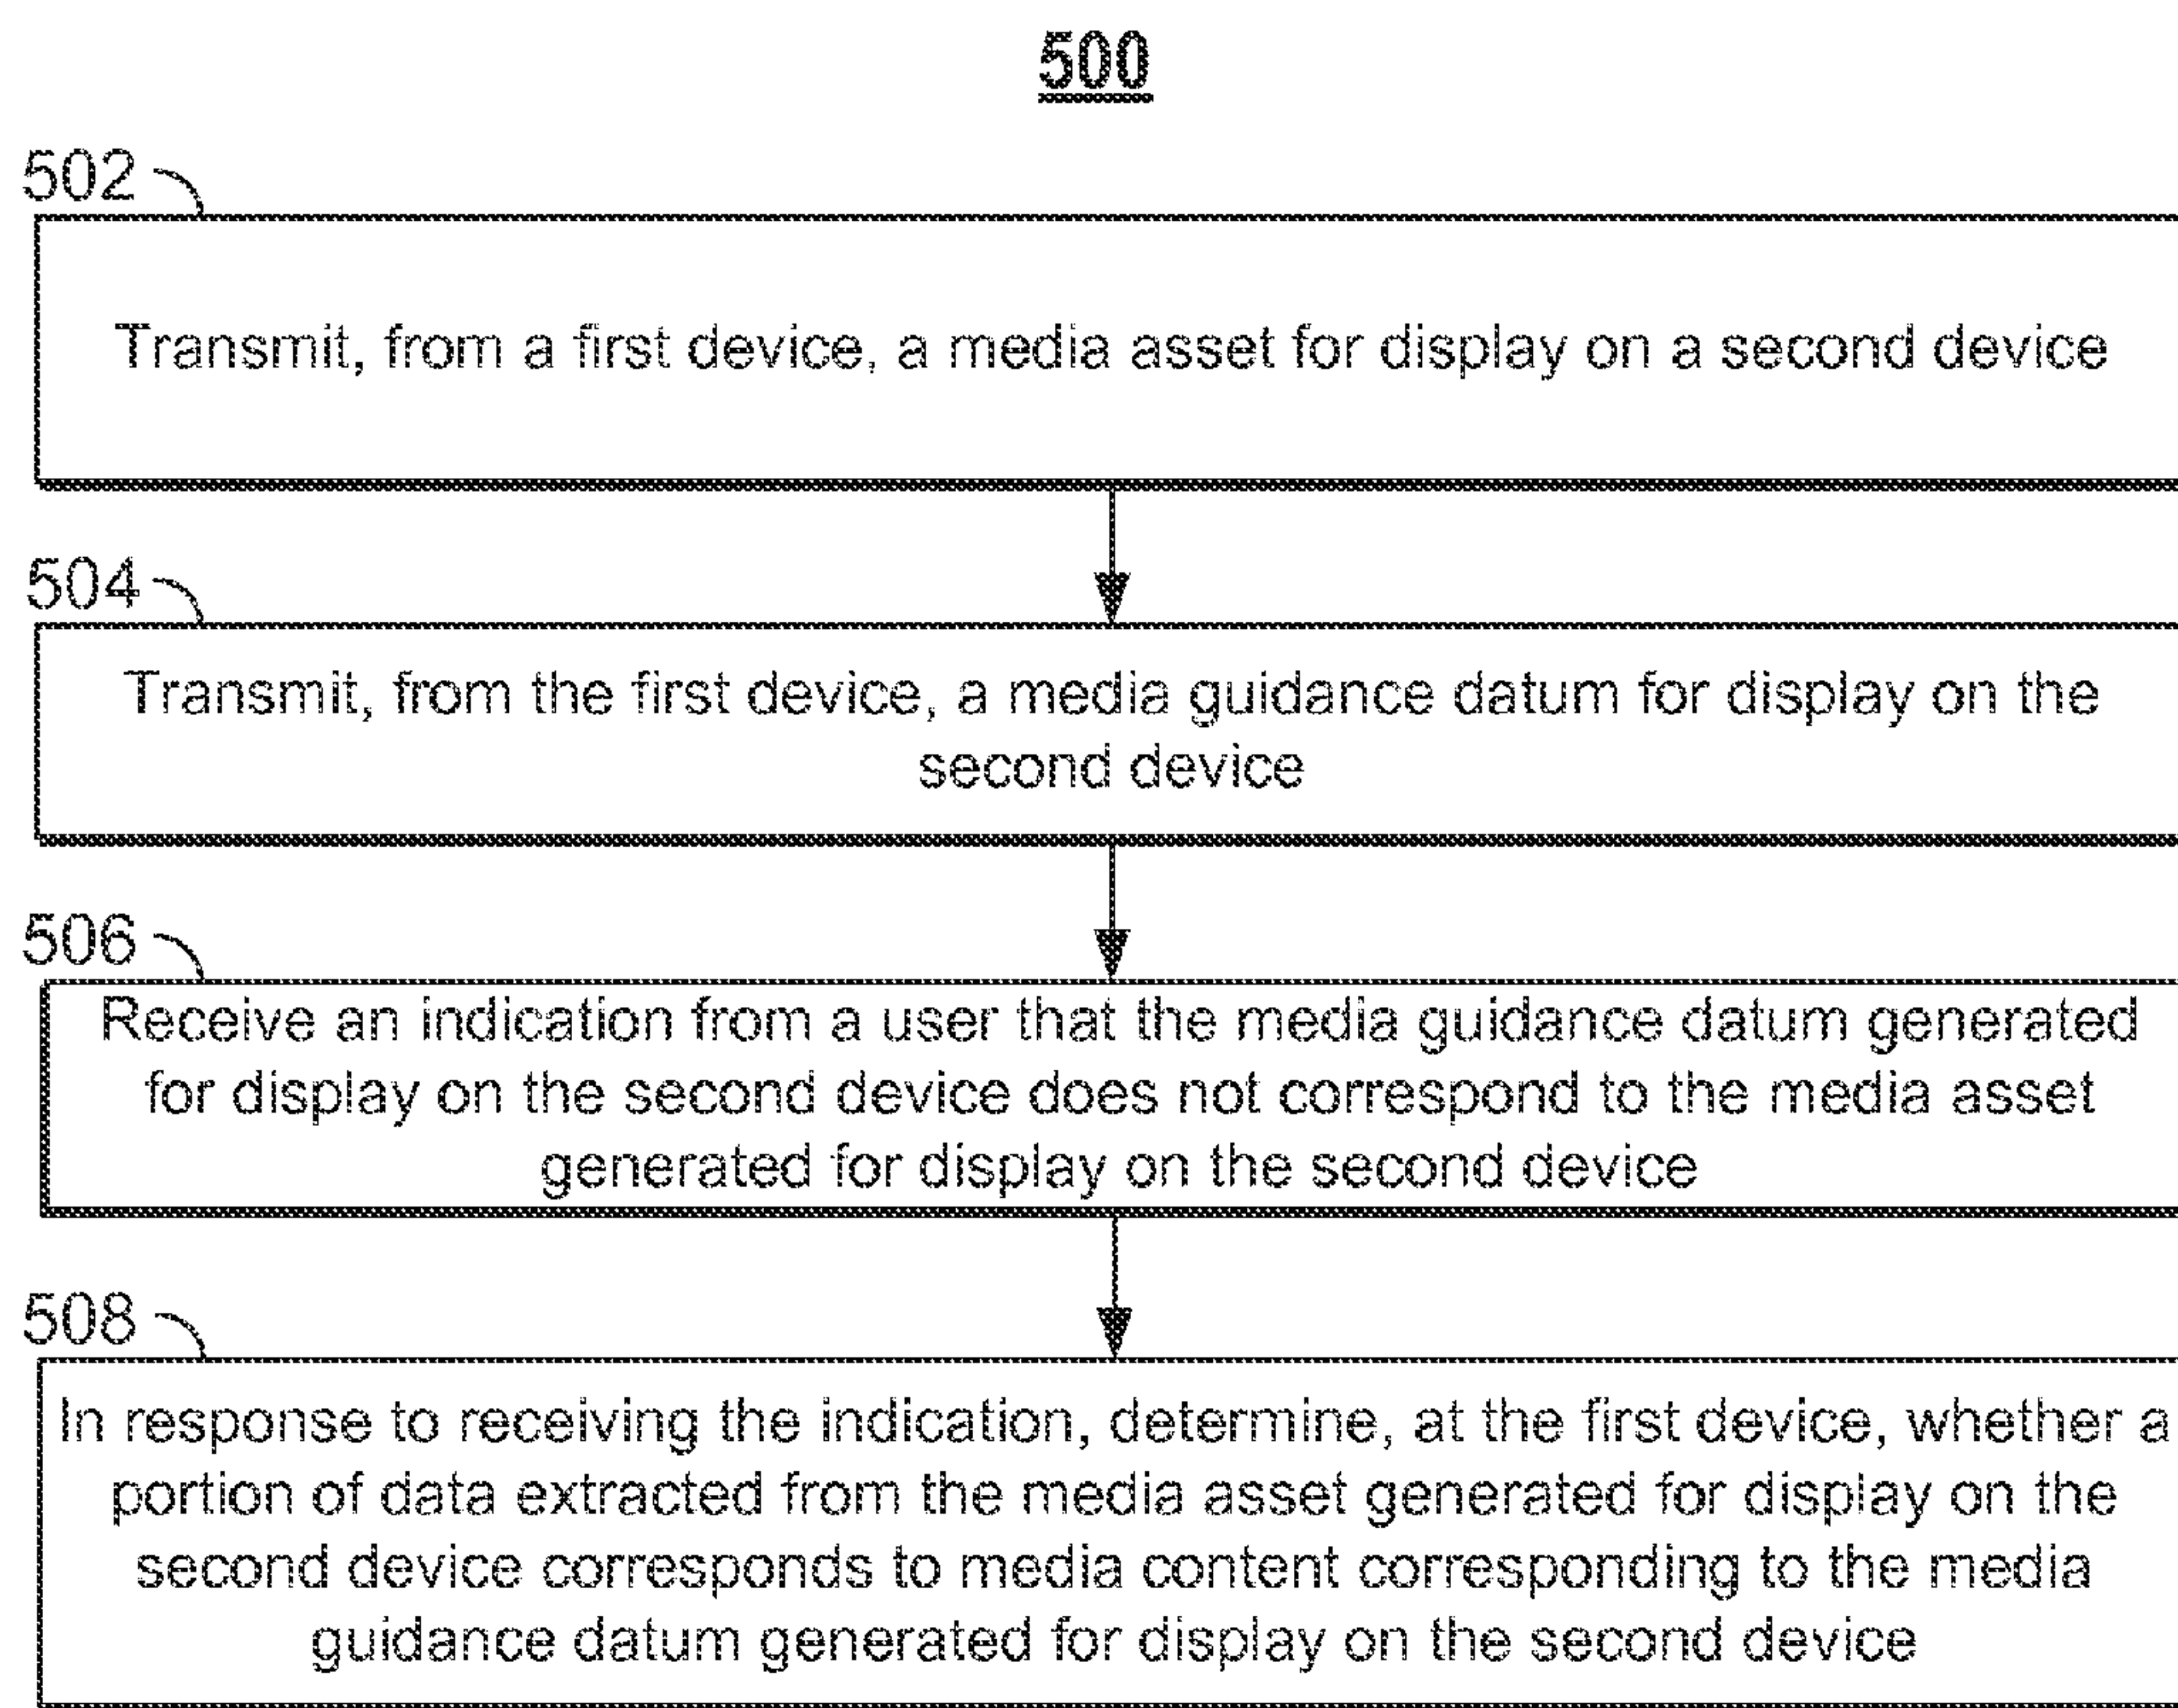 500
502
Transmit, from a first device, a media asset for display on a second device
504
Transmit, from the first device, a media guidance datum for display on the
second device
506
Receive an indication from a user that the media guidance datum generated
for display on the second device does not correspond to the media asset
generated for display on the second device
508
In response to receiving the indication, determine, at the first device, whether a
portion of data extracted from the media asset generated for display on the
second device corresponds to media content corresponding to the media
guidance datum generated for display on the second device